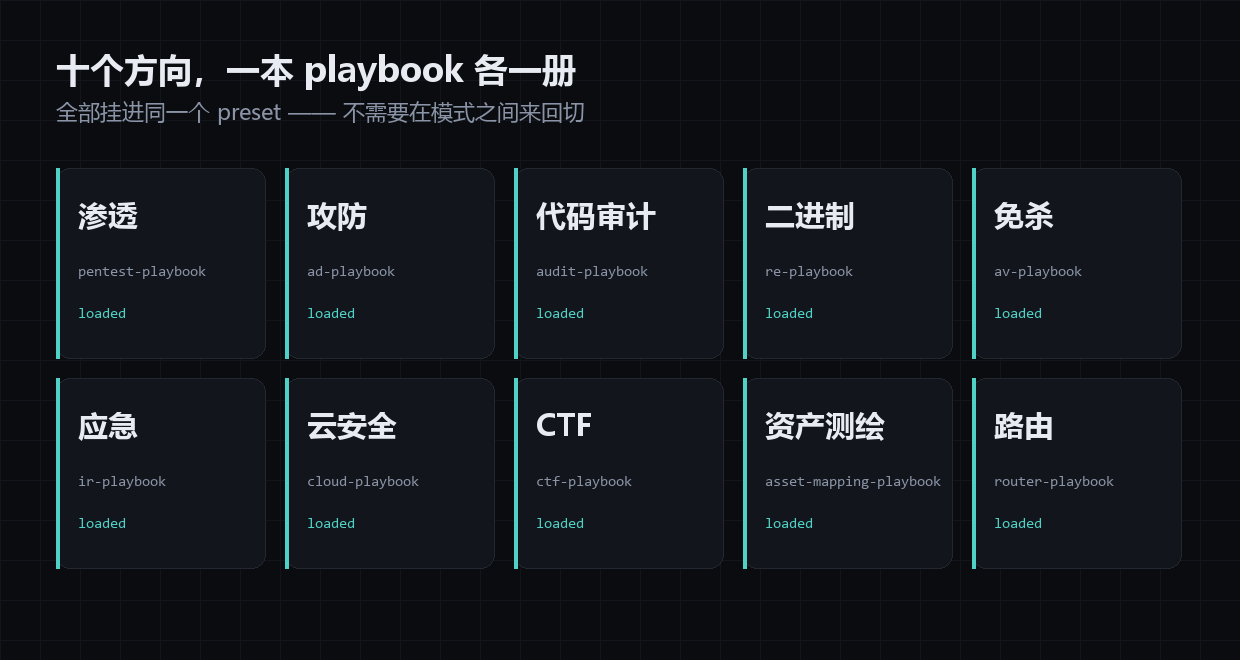 十个方向，一本 playbook 各一册
全部挂进同一个 preset —— 不需要在模式之间来回切
渗透
pentest-playbook
loaded
攻防
ad-playbook
loaded
代码审计
audit-playbook
loaded
二进制
re-playbook
loaded
免杀
av-playbook
loaded
应急
ir-playbook
loaded
云安全
cloud-playbook
loaded
CTF
ctf-playbook
loaded
资产测绘
asset-mapping-playbook
loaded
路由
router-playbook
loaded